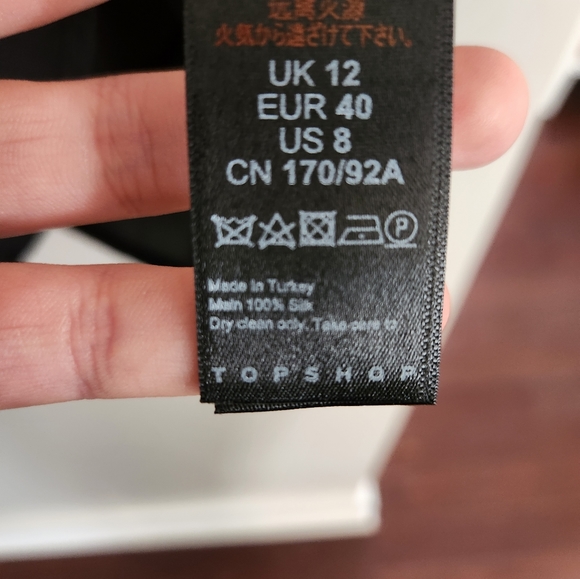 远离火源
火気から遠ざけて下さい。
UK 12
EUR 40
US 8
CN 170/92A
P
Made in Turkey
Main 100% Silk
Dry clean only. Take care to
TOPSHOP